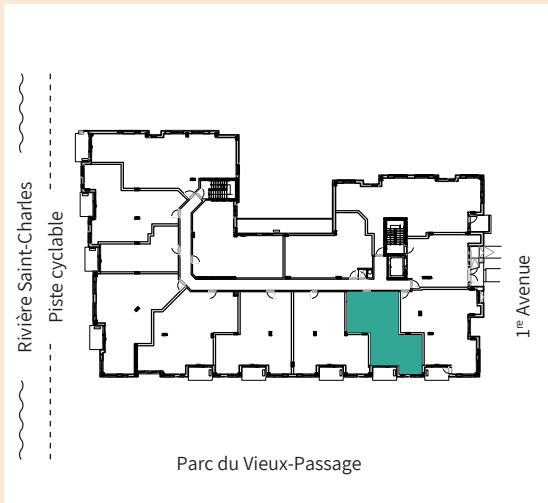 Rivière Saint-Charles
Piste cyclable
1re Avenue
Parc du Vieux-Passage